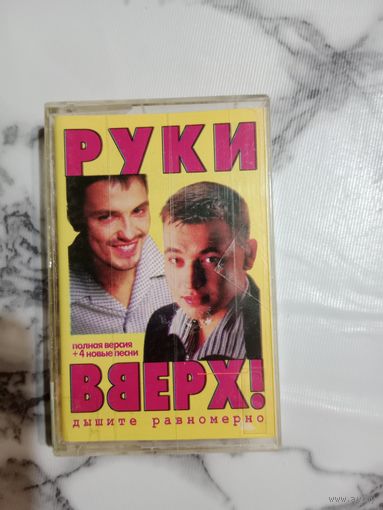 РУКИ
полная версия
+4 новые песни
ВВЕРХ!
дышите равномерно